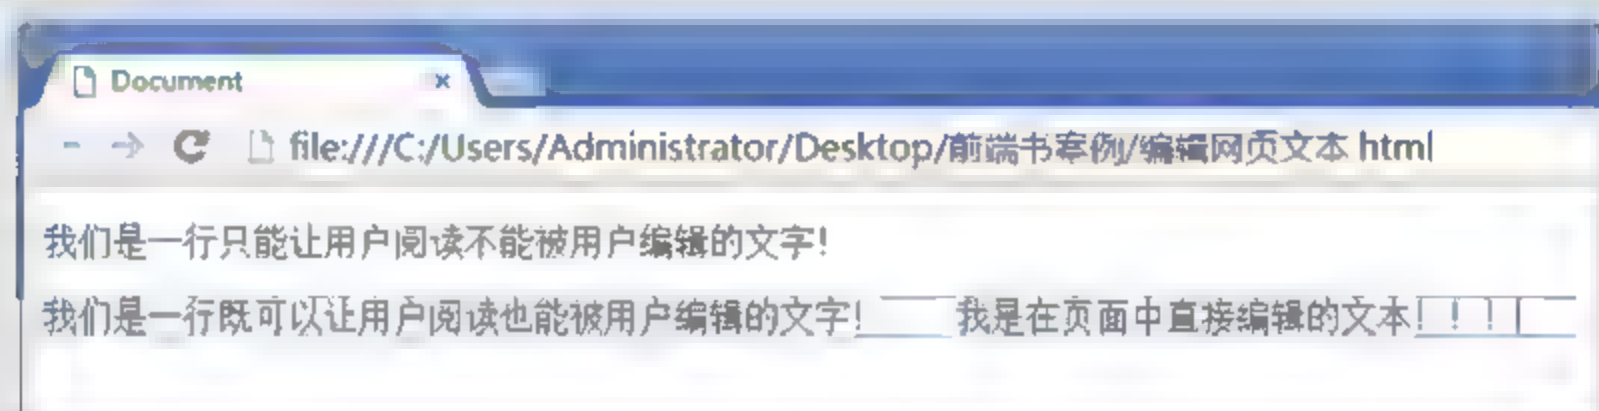 Document
file:///C:/Users/Administrator/Desktop/前端书案例/编辑网页文本 html
我们是一行只能让用户阅读不能被用户编辑的文字!
我们是一行既可以让用户阅读也能被用户编辑的文字! 我是在页面中直接编辑的文本!!!